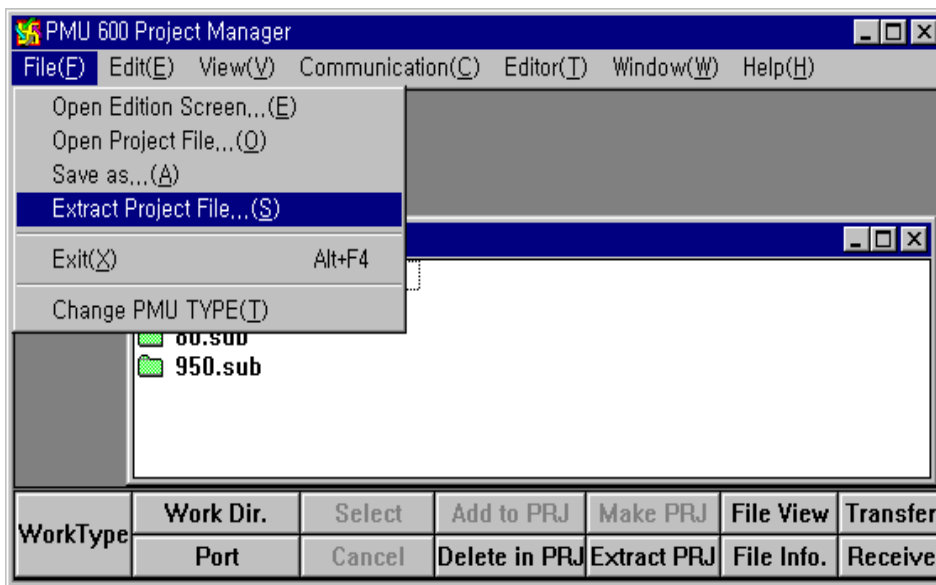 PMU 600 Project Manager
File(F) Edit(E) View(V) Communication(C) Editor(T) Window(W) Help(H)
Open Edition Screen,,,(E)
Open Project File,,,(O)
Save as,,,(A)
Extract Project File,,,(S)
Exit(X) Alt+F4
Change PMU TYPE(T)
80.sub
950.sub
WorkType
Work Dir. Select Add to PRJ Make PRJ File View Transfer
Port Cancel Delete in PRJ Extract PRJ File Info. Receive